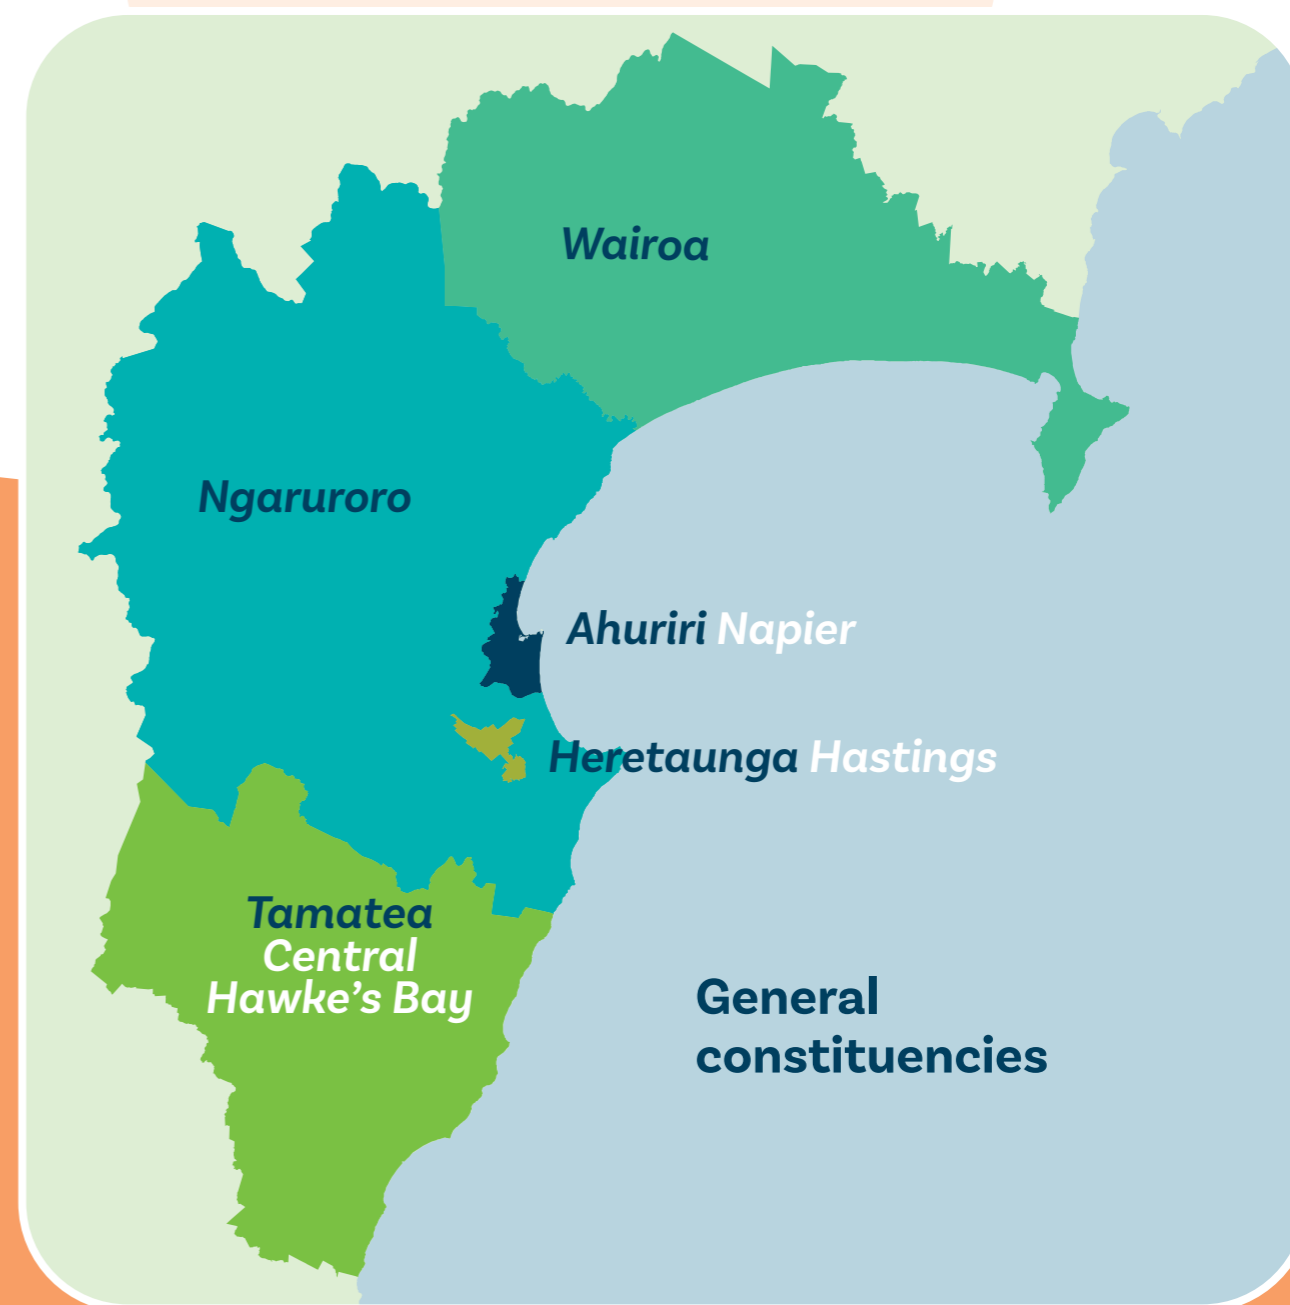 Wairoa
Ngaruroro
Ahuriri Napier
Heretaunga Hastings
Tamatea
Central
Hawke’s Bay
General
constituencies